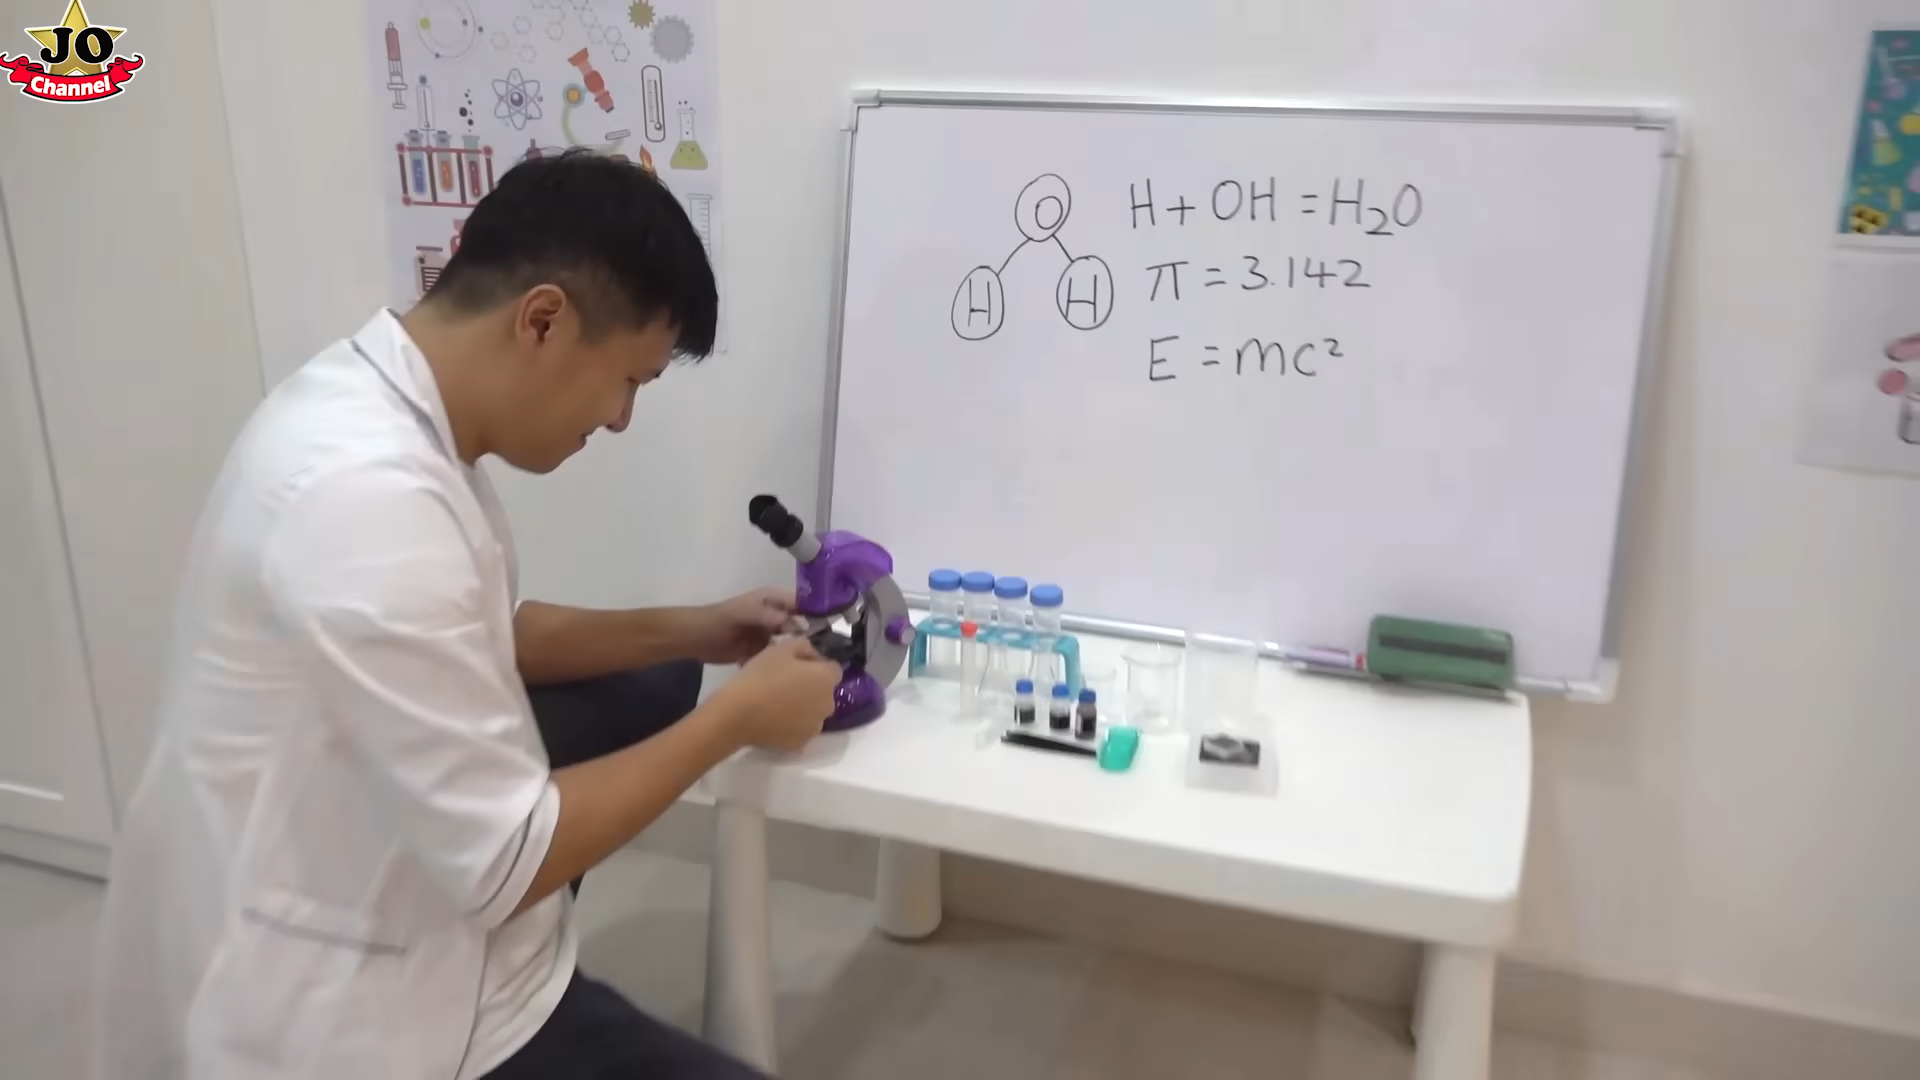 JO
Channel
O
H H
H + OH = H₂O
π = 3.142
E = mc²